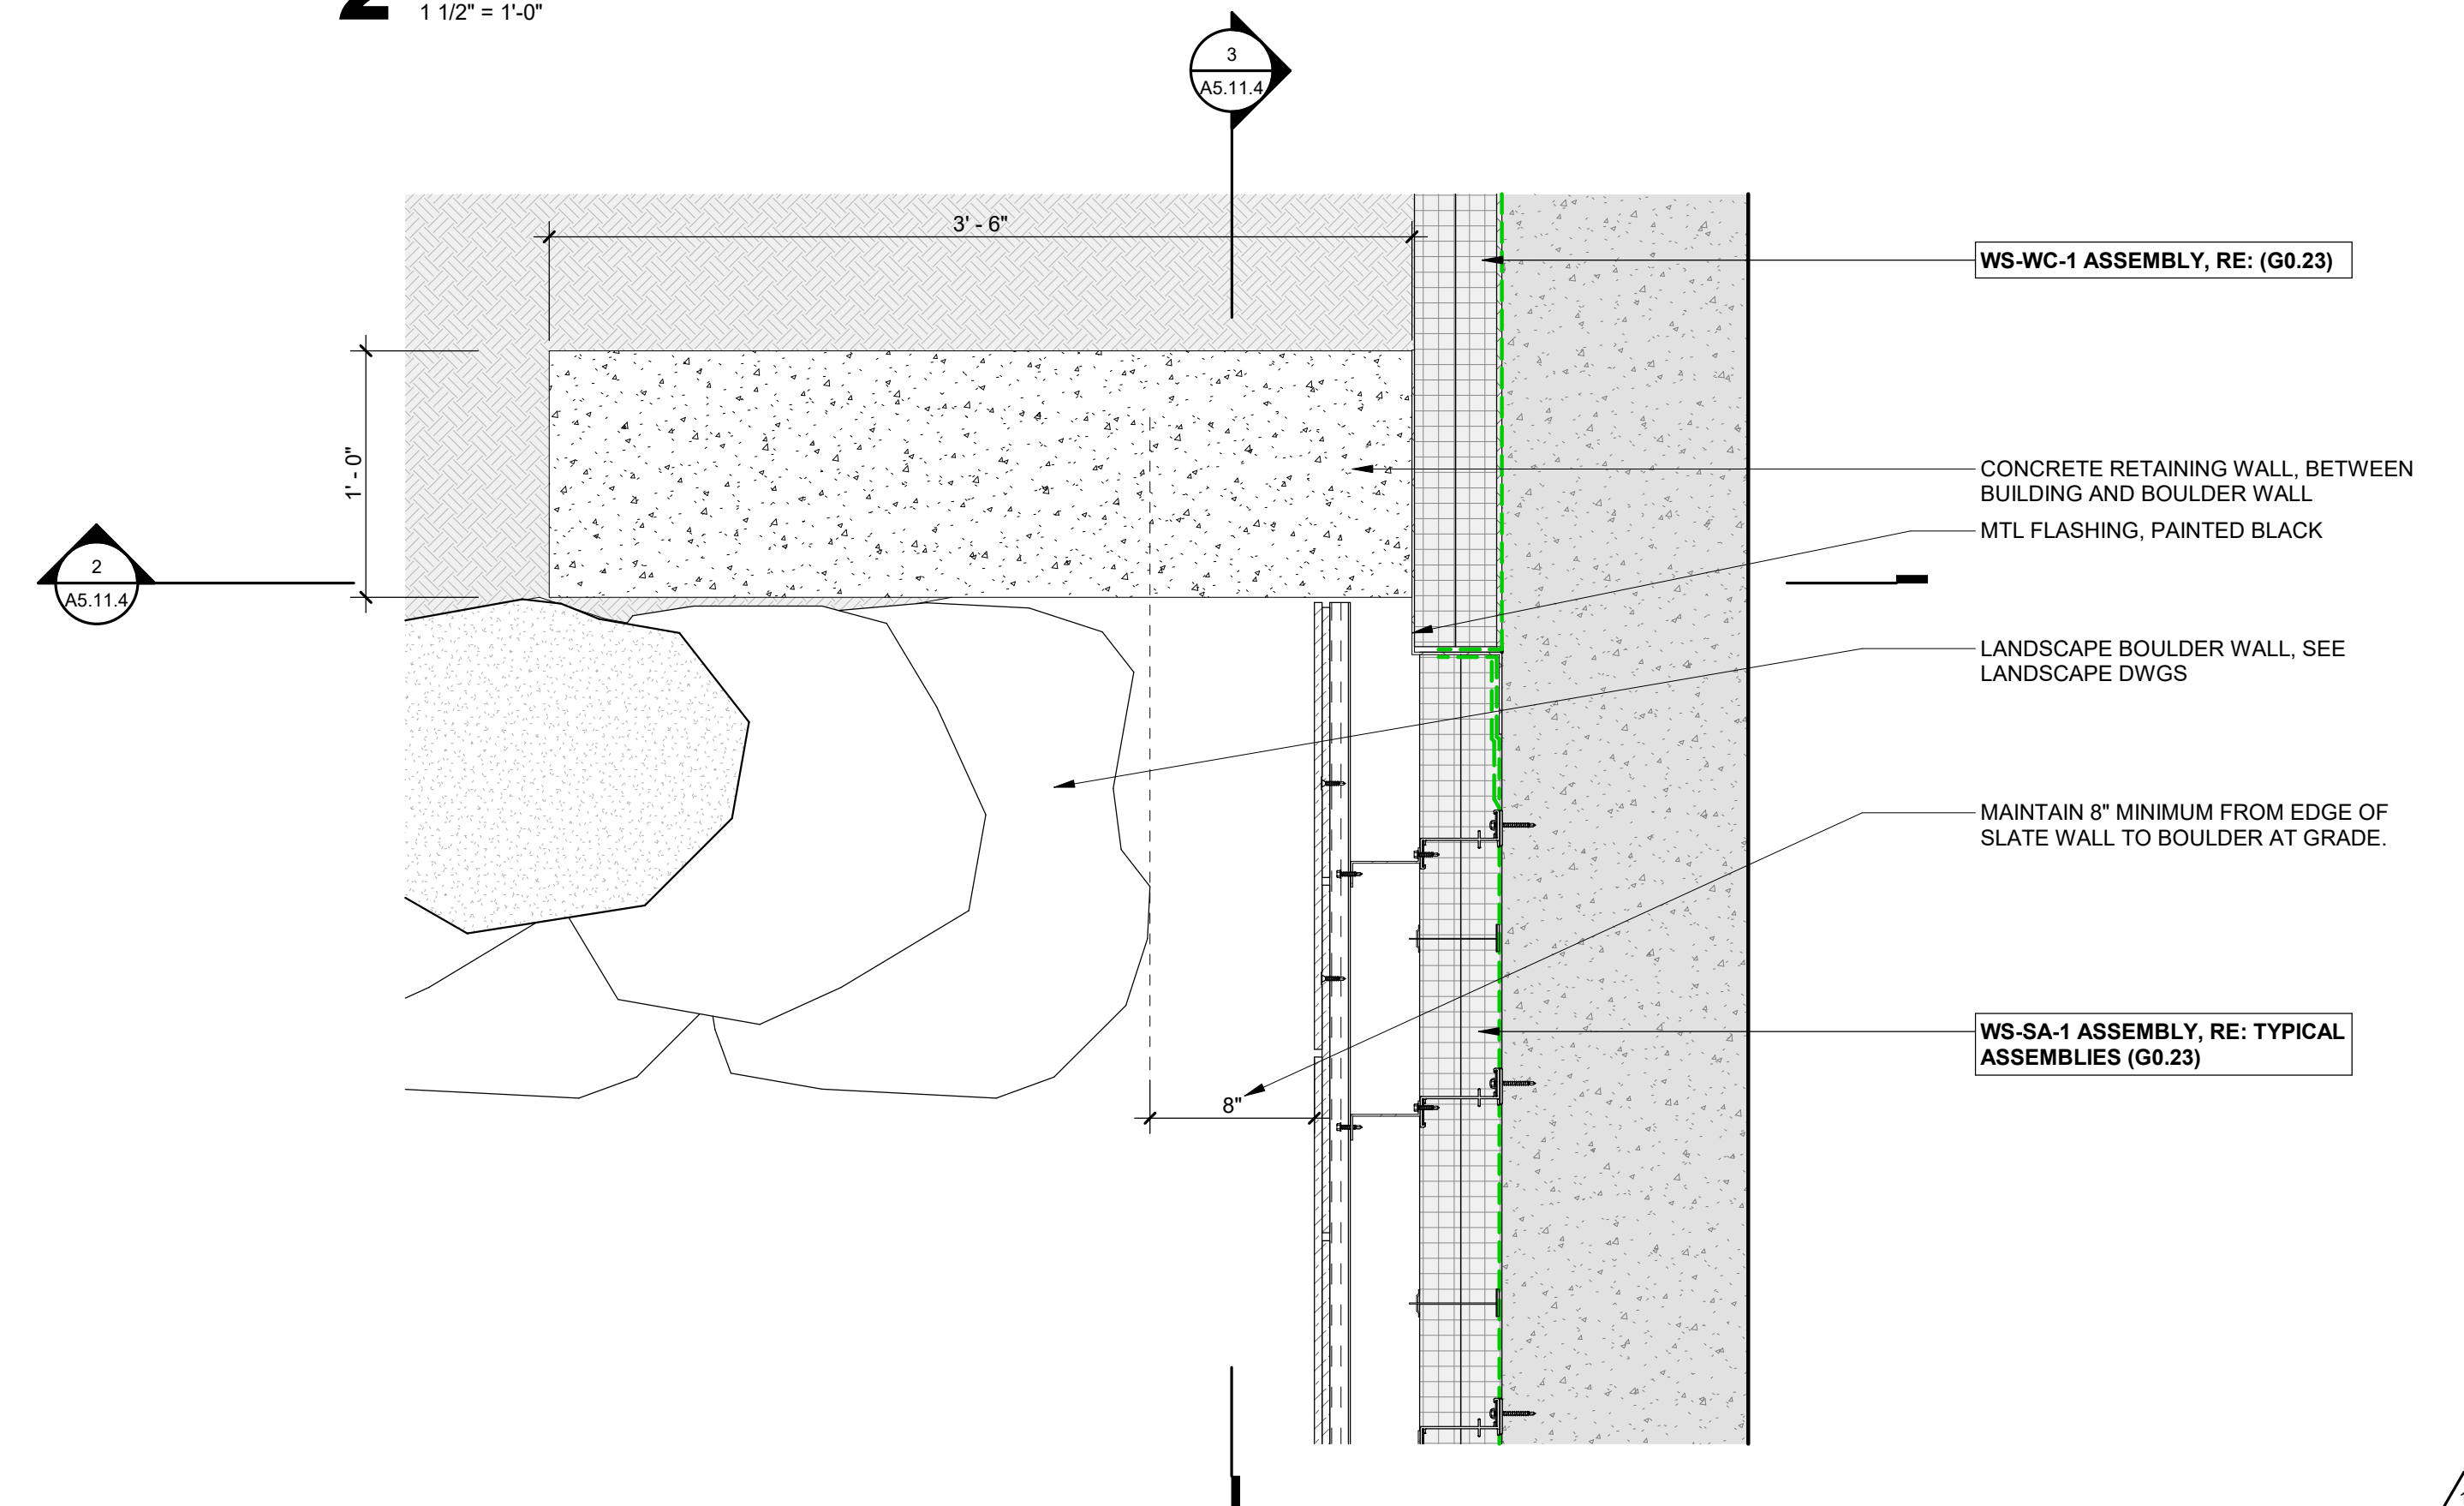 2
1 1/2" = 1'-0"
3
A5.11.4
3' - 6"
WS-WC-1 ASSEMBLY, RE: (G0.23)
1' - 0"
CONCRETE RETAINING WALL, BETWEEN
BUILDING AND BOULDER WALL
MTL FLASHING, PAINTED BLACK
2
A5.11.4
LANDSCAPE BOULDER WALL, SEE
LANDSCAPE DWGS
MAINTAIN 8" MINIMUM FROM EDGE OF
SLATE WALL TO BOULDER AT GRADE.
WS-SA-1 ASSEMBLY, RE: TYPICAL
ASSEMBLIES (G0.23)
8"